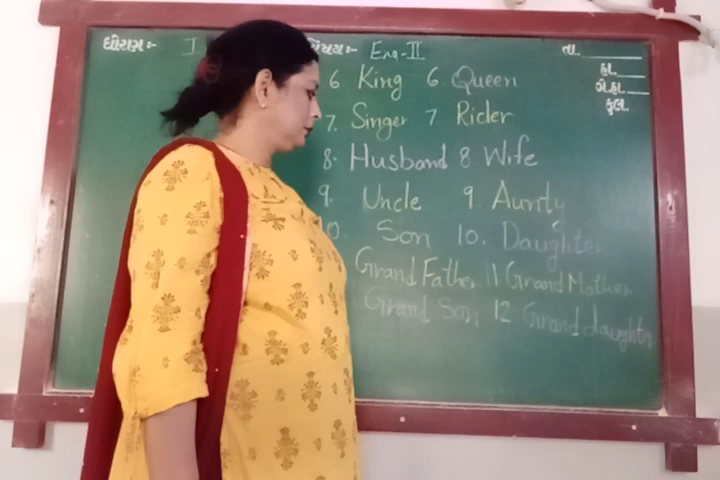 ધોરણ:- I વિષય:- Eng-II તા.
હા.
ગે.હા.
કુલ.
6 King 6. Queen
7. Singer 7 Rider
8. Husband 8 Wife
9. Uncle 9. Aunty
10. Son 10. Daughter
Grand Father 11. Grand Mother
Grand Son 12. Grand daughter